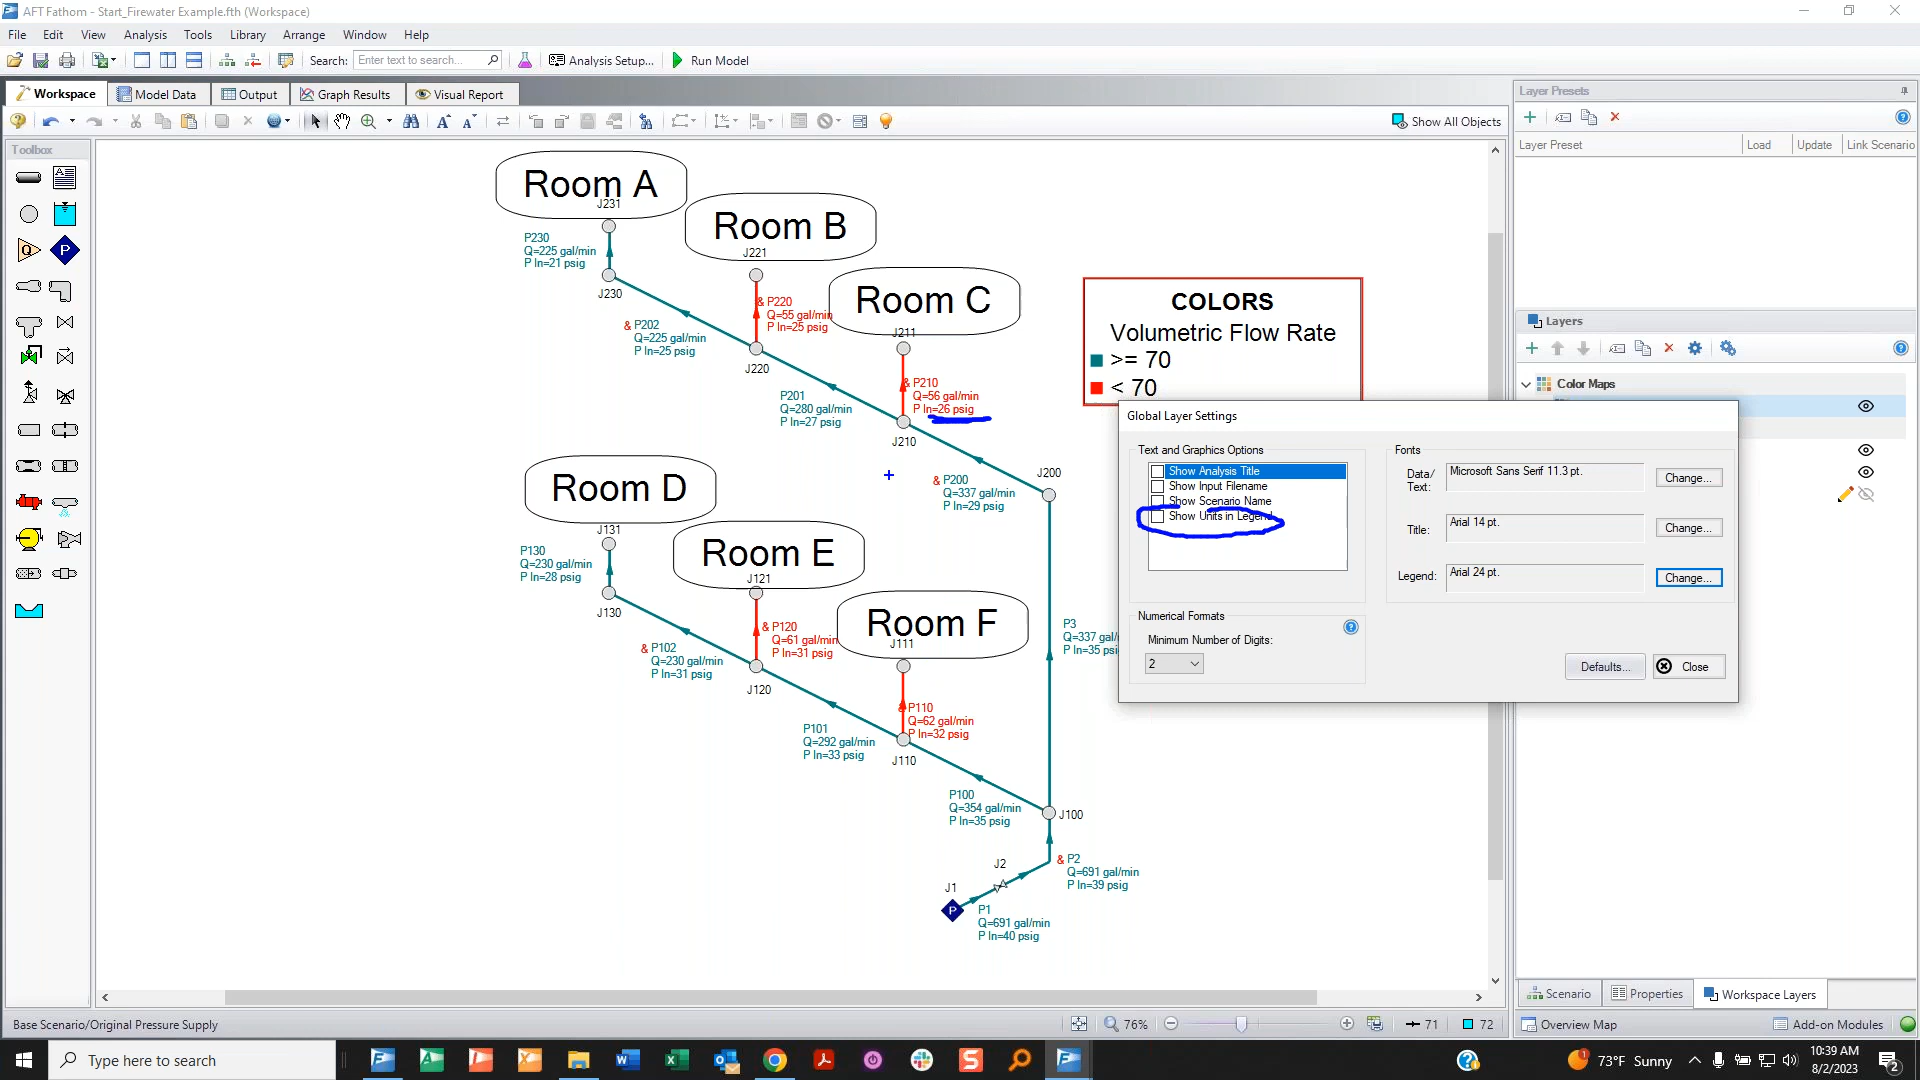 AFT Fathom - Start_Firewater Example.fth (Workspace)
File Edit View Analysis Tools Library Arrange Window Help
Search: Enter text to search... Analysis Setup... Run Model
Workspace Model Data Output Graph Results Visual Report
Show All Objects
Toolbox
Room A
J231
P230
Q=225 gal/min
P In=21 psig
J230
Room B
J221
& P220
Q=55 gal/min
P In=25 psig
& P202
Q=225 gal/min
P In=25 psig
J220
Room C
J211
& P210
Q=56 gal/min
P In=26 psig
P201
Q=280 gal/min
P In=27 psig
J210
J200
& P200
Q=337 gal/min
P In=29 psig
COLORS
Volumetric Flow Rate
>= 70
< 70
Room D
J131
P130
Q=230 gal/min
P In=28 psig
J130
Room E
J121
& P120
Q=61 gal/min
P In=31 psig
& P102
Q=230 gal/min
P In=31 psig
J120
Room F
J111
& P110
Q=62 gal/min
P In=32 psig
P101
Q=292 gal/min
P In=33 psig
J110
P3
Q=337 gal/
P In=35 psi
P100
Q=354 gal/min
P In=35 psig
J100
& P2
Q=691 gal/min
P In=39 psig
J2
J1
P
P1
Q=691 gal/min
P In=40 psig
Global Layer Settings
Text and Graphics Options
Show Analysis Title
Show Input Filename
Show Scenario Name
Show Units in Legend
Numerical Formats
Minimum Number of Digits:
2
Fonts
Data/
Text:
Microsoft Sans Serif 11.3 pt.
Change...
Title:
Arial 14 pt.
Change...
Legend:
Arial 24 pt.
Change...
Defaults... Close
Layer Presets
Layer Preset Load Update Link Scenario
Layers
Color Maps
Scenario Properties Workspace Layers
Base Scenario/Original Pressure Supply
76% 71 72
Overview Map Add-on Modules
Type here to search
73°F Sunny
10:39 AM
8/2/2023
2